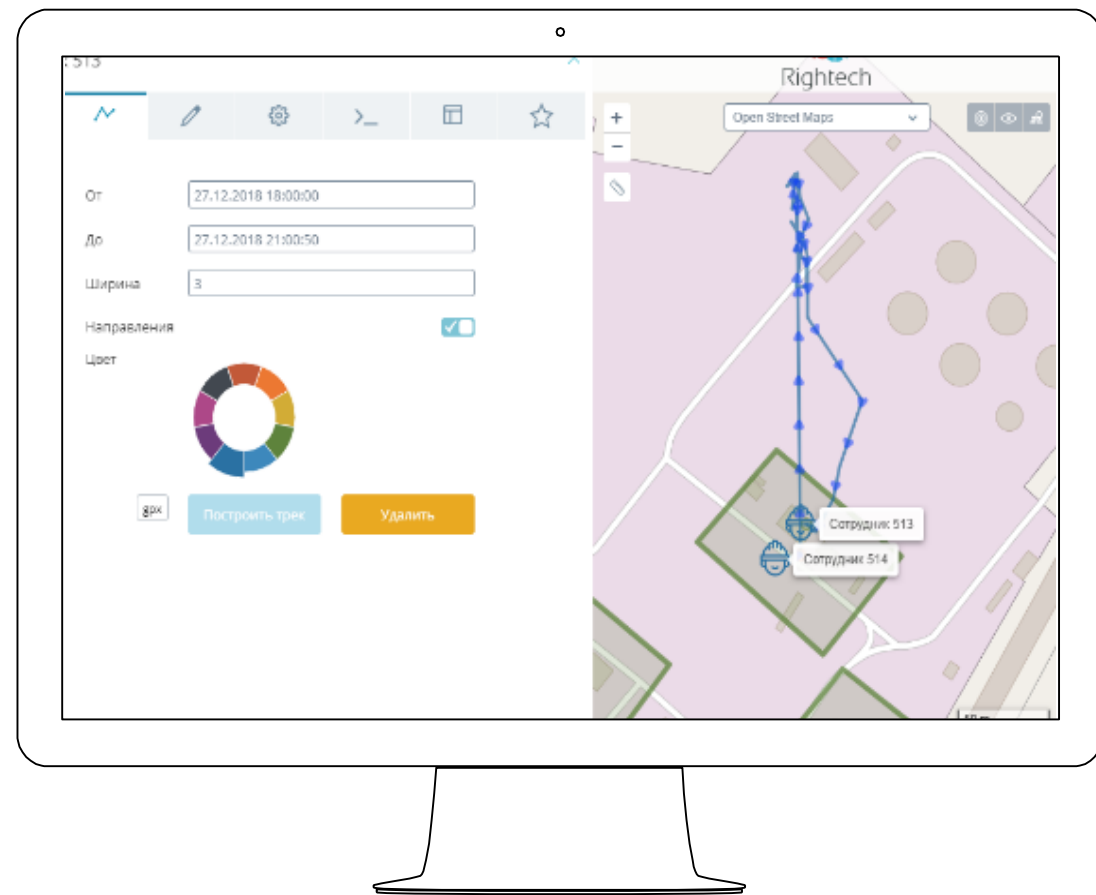 : 513
Rightech
Open Street Maps
+
−
От
27.12.2018 18:00:00
До
27.12.2018 21:00:50
Ширина
3
Направления
Цвет
gpx
Построить трек
Удалить
Сотрудник 513
Сотрудник 514